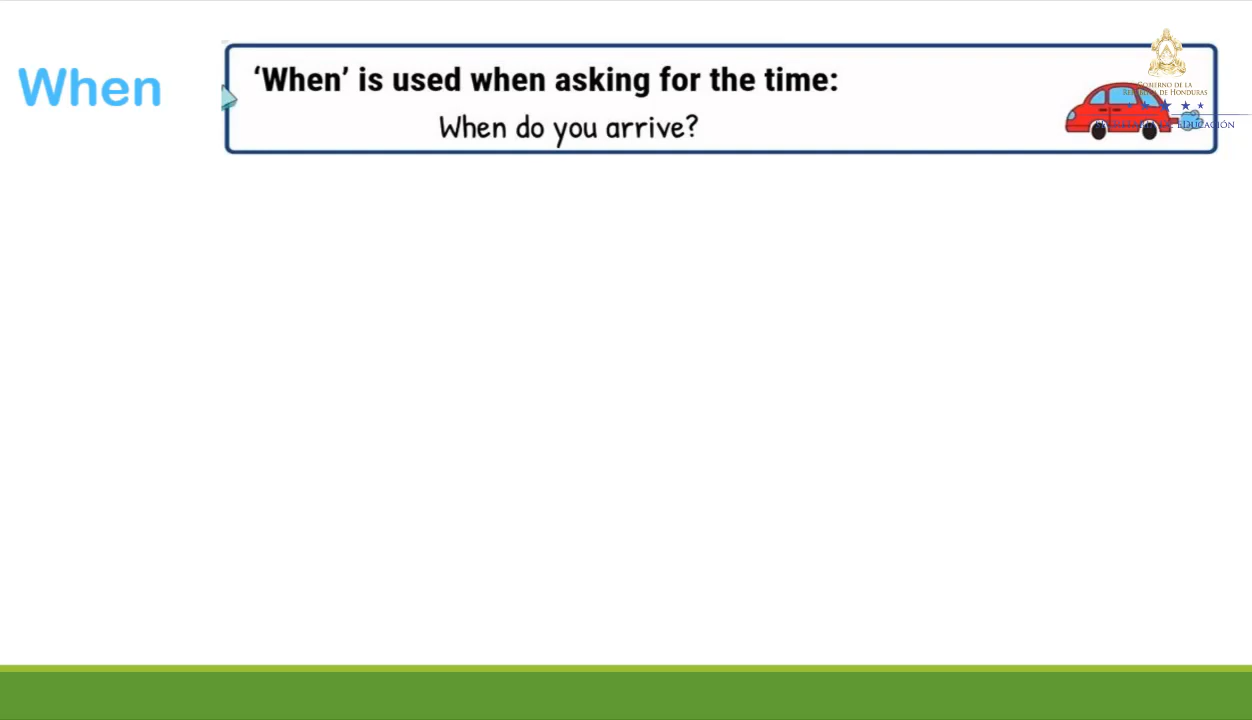 When
‘When’ is used when asking for the time:
When do you arrive?
GOBIERNO DE LA
REPÚBLICA DE HONDURAS
EDUCACIÓN